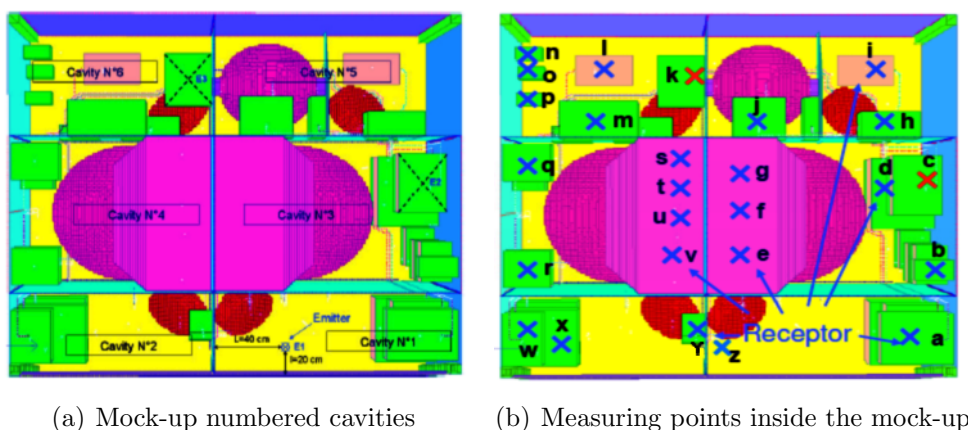 Cavity N°6
E3
Cavity N°5
E2
Cavity N°4
Cavity N°3
Emitter
Cavity N°2
L=40 cm
E1
Cavity N°1
l=20 cm
n
l
i
o
k
p
m
j
h
q
s
g
d
c
t
u
f
v
e
b
r
x
w
Y
z
Receptor
a
(a) Mock-up numbered cavities
(b) Measuring points inside the mock-up